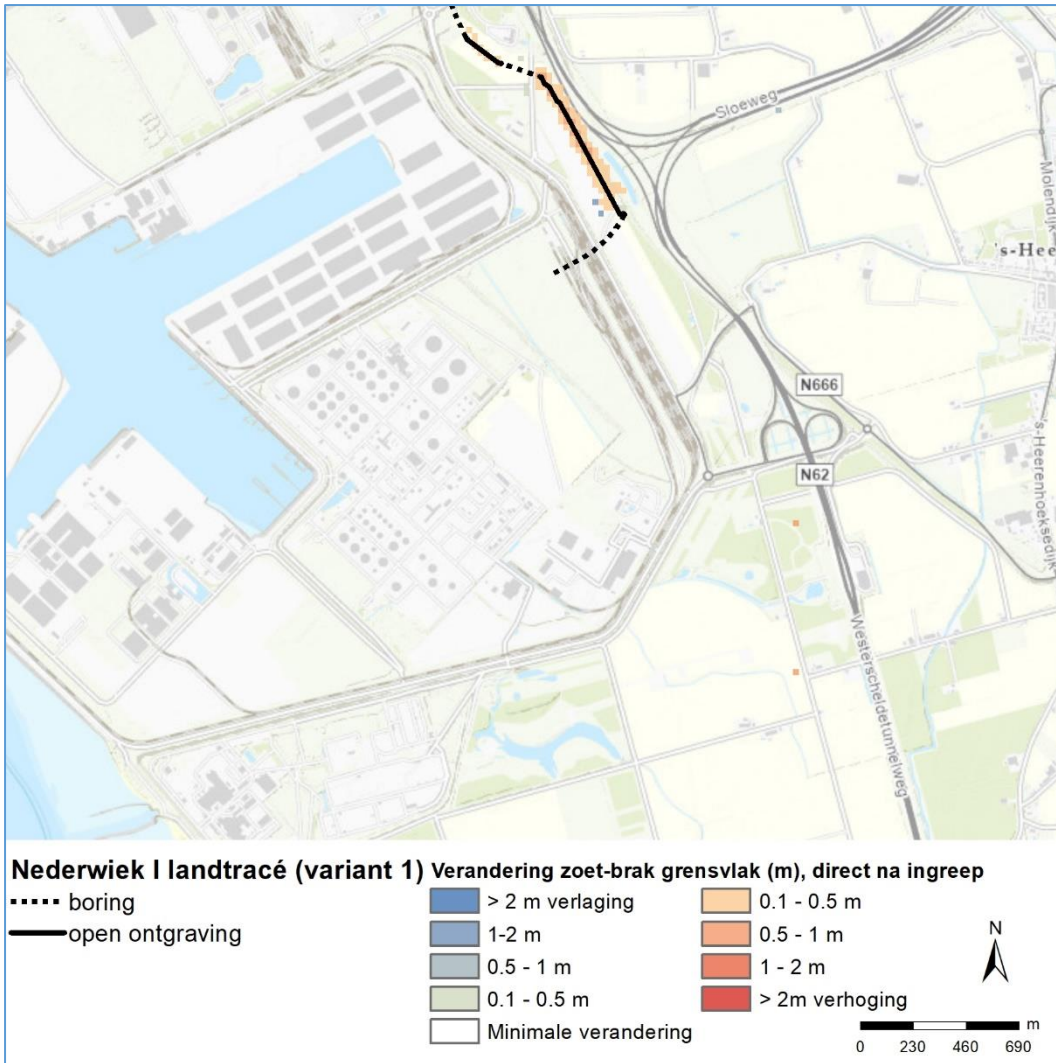 Sloeweg
Molendijk
's-Hee
N666
N62
's-Heerenhoeksedijk
Westerscheldetunnelweg
Nederwiek I landtracé (variant 1)
boring
open ontgraving
Verandering zoet-brak grensvlak (m), direct na ingreep
> 2 m verlaging
1-2 m
0.5 - 1 m
0.1 - 0.5 m
Minimale verandering
0.1 - 0.5 m
0.5 - 1 m
1 - 2 m
> 2m verhoging
N
m
0 230 460 690